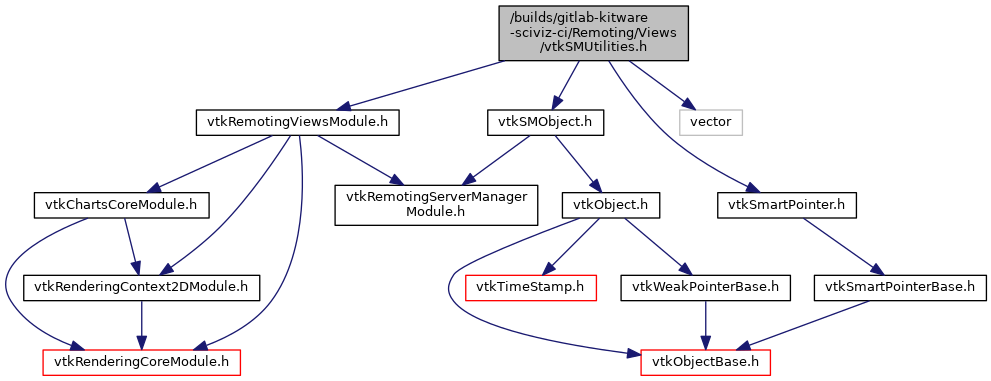 /builds/gitlab-kitware
-sciviz-ci/Remoting/Views
/vtkSMUtilities.h
vtkRemotingViewsModule.h
vtkSMObject.h
vector
vtkChartsCoreModule.h
vtkRemotingServerManager
Module.h
vtkObject.h
vtkSmartPointer.h
vtkRenderingContext2DModule.h
vtkTimeStamp.h
vtkWeakPointerBase.h
vtkSmartPointerBase.h
vtkRenderingCoreModule.h
vtkObjectBase.h